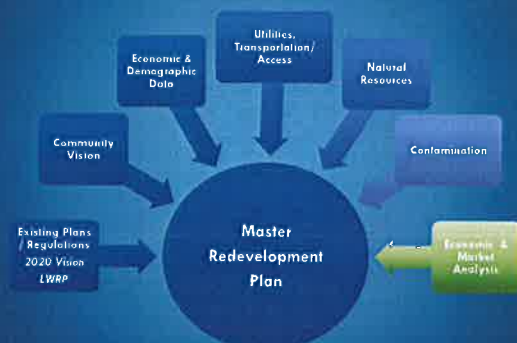 Utilities,
Transportation/
Access
Economic &
Demographic
Data
Natural
Resources
Community
Vision
Contamination
Existing Plans
/ Regulations
2020 Vision
LWRP
Master
Redevelopment
Plan
Economic &
Market
Analysis